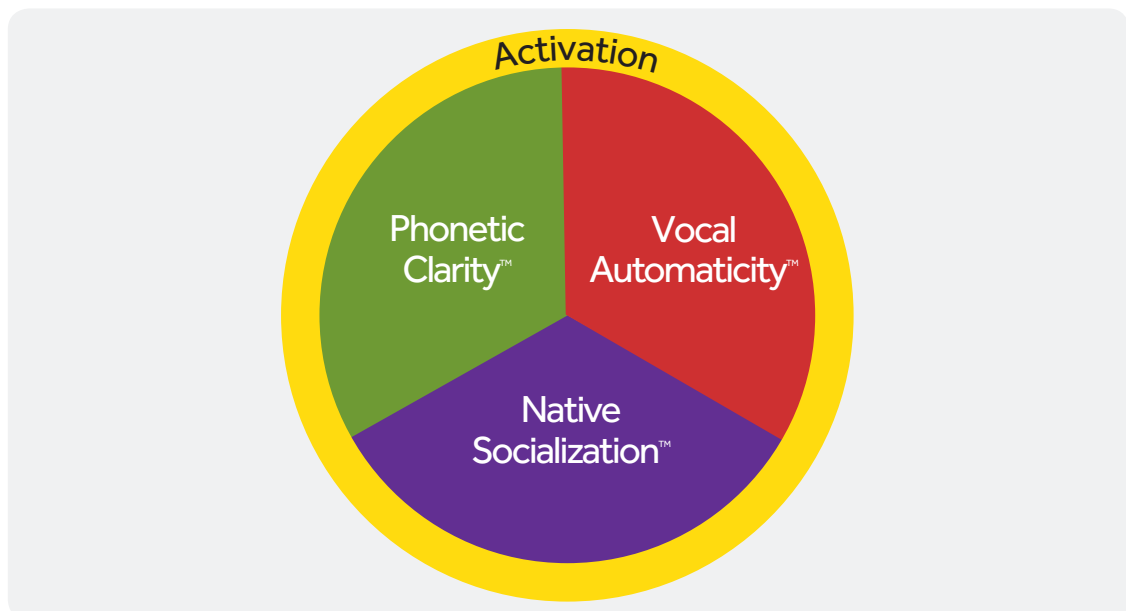 Activation
Phonetic
Clarity™
Vocal
Automaticity™
Native
Socialization™